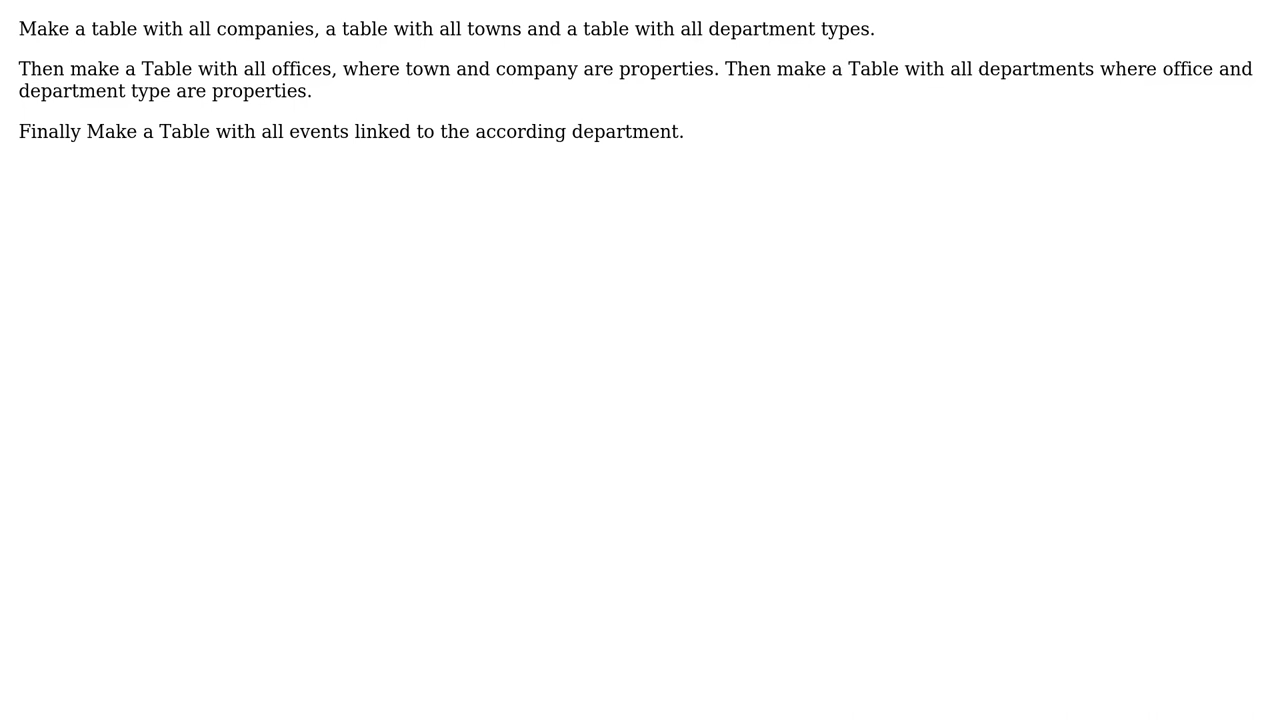 Make a table with all companies, a table with all towns and a table with all department types.
Then make a Table with all offices, where town and company are properties. Then make a Table with all departments where office and
department type are properties.
Finally Make a Table with all events linked to the according department.